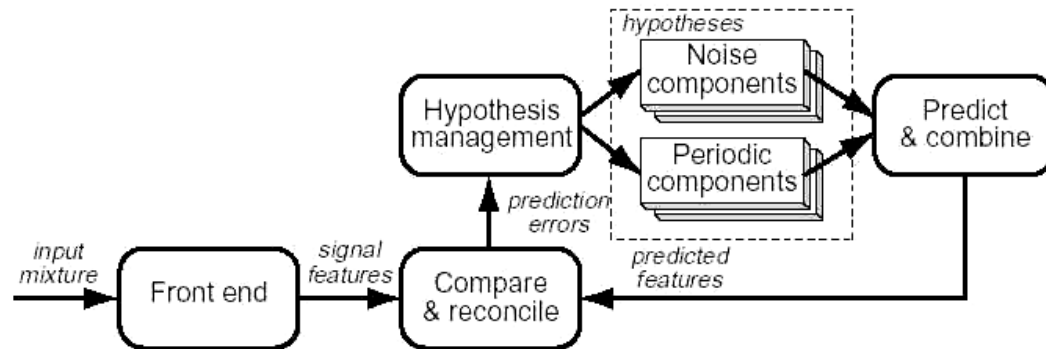 hypotheses
Noise
components
Hypothesis
management
Predict
& combine
Periodic
components
prediction
errors
input
mixture
signal
features
predicted
features
Front end
Compare
& reconcile